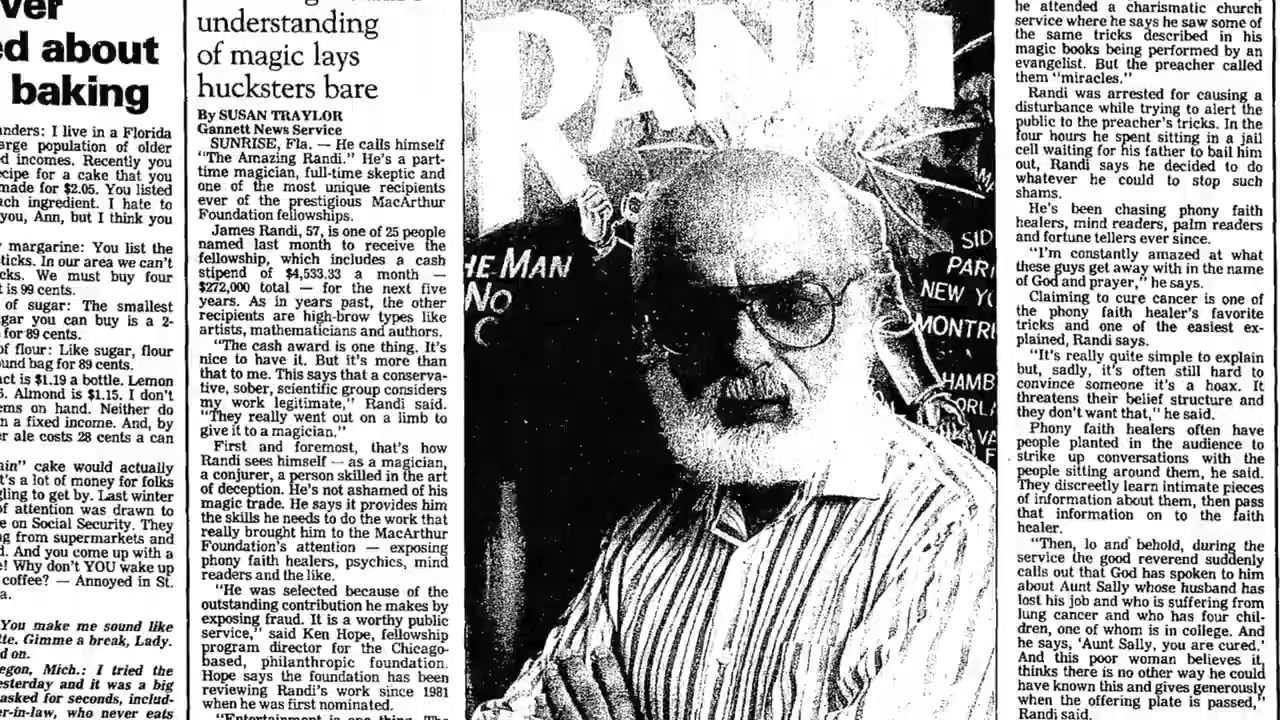 ver
ed about
baking
nders: I live in a Florida
arge population of older
d incomes. Recently you
cipe for a cake that you
made for $2.05. You listed
ach ingredient. I hate to
you, Ann, but I think you
y margarine: You list the
ticks. In our area we can't
cks. We must buy four
t is 99 cents.
of sugar: The smallest
gar you can buy is a 2-
for 89 cents.
of flour: Like sugar, flour
ound bag for 89 cents.
act is $1.19 a bottle. Lemon
5. Almond is $1.15. I don't
ems on hand. Neither do
n a fixed income. And, by
er ale costs 28 cents a can
ain" cake would actually
t's a lot of money for folks
gling to get by. Last winter
of attention was drawn to
e on Social Security. They
ng from supermarkets and
d. And you come up with a
e! Why don't YOU wake up
coffee? — Annoyed in St.
a.
You make me sound like
tte. Gimme a break, Lady.
d on.
egon, Mich.: I tried the
esterday and it was a big
asked for seconds, includ-
er-in-law, who never eats
understanding
of magic lays
hucksters bare
By SUSAN TRAYLOR
Gannett News Service
SUNRISE, Fla. — He calls himself
"The Amazing Randi." He's a part-
time magician, full-time skeptic and
one of the most unique recipients
ever of the prestigious MacArthur
Foundation fellowships.
James Randi, 57, is one of 25 people
named last month to receive the
fellowship, which includes a cash
stipend of $4,533.33 a month —
$272,000 total — for the next five
years. As in years past, the other
recipients are high-brow types like
artists, mathematicians and authors.
"The cash award is one thing. It's
nice to have it. But it's more than
that to me. This says that a conserva-
tive, sober, scientific group considers
my work legitimate," Randi said.
"They really went out on a limb to
give it to a magician."
First and foremost, that's how
Randi sees himself — as a magician,
a conjurer, a person skilled in the art
of deception. He's not ashamed of his
magic trade. He says it provides him
the skills he needs to do the work that
really brought him to the MacArthur
Foundation's attention — exposing
phony faith healers, psychics, mind
readers and the like.
"He was selected because of the
outstanding contribution he makes by
exposing fraud. It is a worthy public
service," said Ken Hope, fellowship
program director for the Chicago-
based, philanthropic foundation.
Hope says the foundation has been
reviewing Randi's work since 1981
when he was first nominated.
"Entertainment is one thing. The
RANDI
HE MAN
NO
C
SID
PARI
NEW YO
MONTRE
HAMB
ORLA
VA
F
he attended a charismatic church
service where he says he saw some of
the same tricks described in his
magic books being performed by an
evangelist. But the preacher called
them "miracles."
Randi was arrested for causing a
disturbance while trying to alert the
public to the preacher's tricks. In the
four hours he spent sitting in a jail
cell waiting for his father to bail him
out, Randi says he decided to do
whatever he could to stop such
shams.
He's been chasing phony faith
healers, mind readers, palm readers
and fortune tellers ever since.
"I'm constantly amazed at what
these guys get away with in the name
of God and prayer," he says.
Claiming to cure cancer is one of
the phony faith healer's favorite
tricks and one of the easiest ex-
plained, Randi says.
"It's really quite simple to explain
but, sadly, it's often still hard to
convince someone it's a hoax. It
threatens their belief structure and
they don't want that," he said.
Phony faith healers often have
people planted in the audience to
strike up conversations with the
people sitting around them, he said.
They discreetly learn intimate pieces
of information about them, then pass
that information on to the faith
healer.
"Then, lo and behold, during the
service the good reverend suddenly
calls out that God has spoken to him
about Aunt Sally whose husband has
lost his job and who is suffering from
lung cancer and who has four chil-
dren, one of whom is in college. And
he says, 'Aunt Sally, you are cured.'
And this poor woman believes it,
thinks there is no other way he could
have known this and gives generously
when the offering plate is passed,"
Randi said.